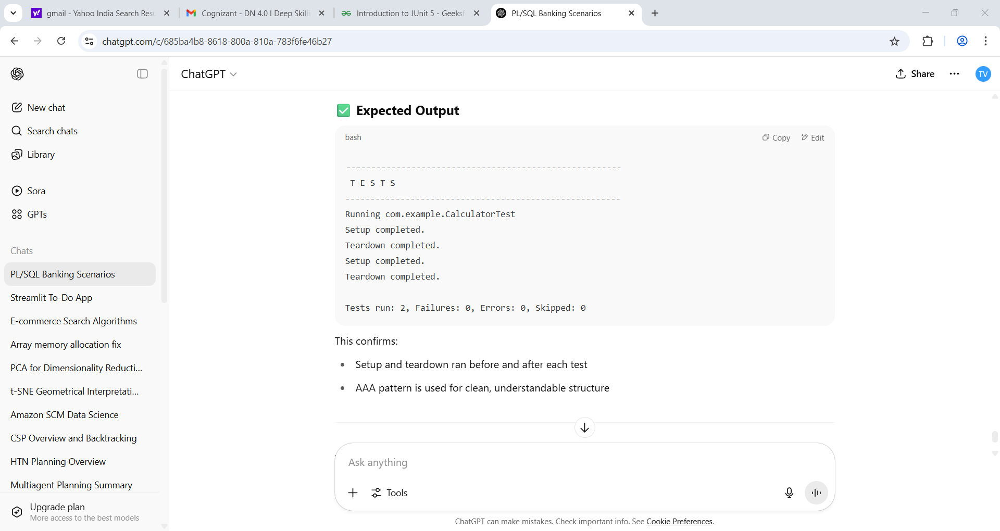 gmail - Yahoo India Search Resu
Cognizant - DN 4.0 I Deep Skilli
Introduction to JUnit 5 - Geeksf
PL/SQL Banking Scenarios
chatgpt.com/c/685ba4b8-8618-800a-810a-783f6fe46b27
ChatGPT
Share
TV
New chat
Search chats
Library
Sora
GPTs
Chats
PL/SQL Banking Scenarios
Streamlit To-Do App
E-commerce Search Algorithms
Array memory allocation fix
PCA for Dimensionality Reducti...
t-SNE Geometrical Interpretati...
Amazon SCM Data Science
CSP Overview and Backtracking
HTN Planning Overview
Multiagent Planning Summary
Upgrade plan
More access to the best models
✅ Expected Output
bash
Copy
Edit
-------------------------------------------------------
T E S T S
-------------------------------------------------------
Running com.example.CalculatorTest
Setup completed.
Teardown completed.
Setup completed.
Teardown completed.
Tests run: 2, Failures: 0, Errors: 0, Skipped: 0
This confirms:
• Setup and teardown ran before and after each test
• AAA pattern is used for clean, understandable structure
Ask anything
Tools
ChatGPT can make mistakes. Check important info. See Cookie Preferences.